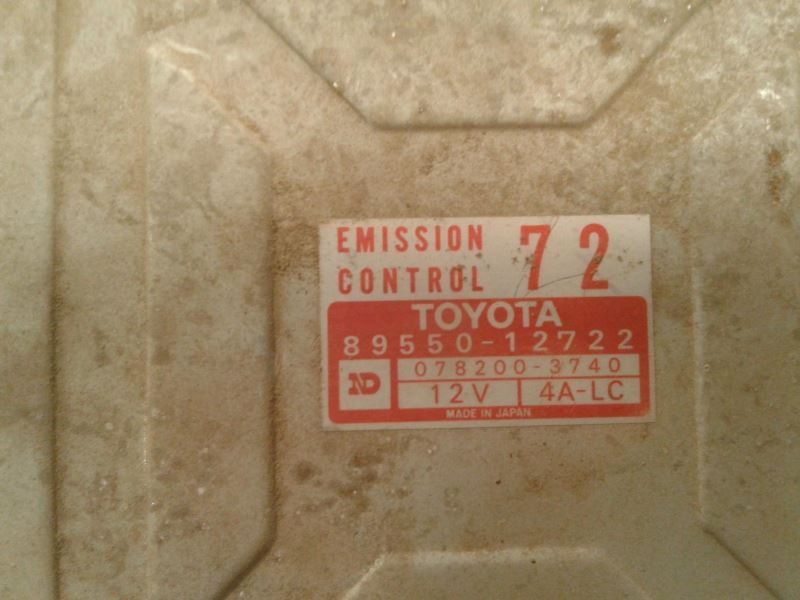 EMISSION
CONTROL 72
TOYOTA
89550-12722
ND 078200-3740
12V 4A-LC
MADE IN JAPAN